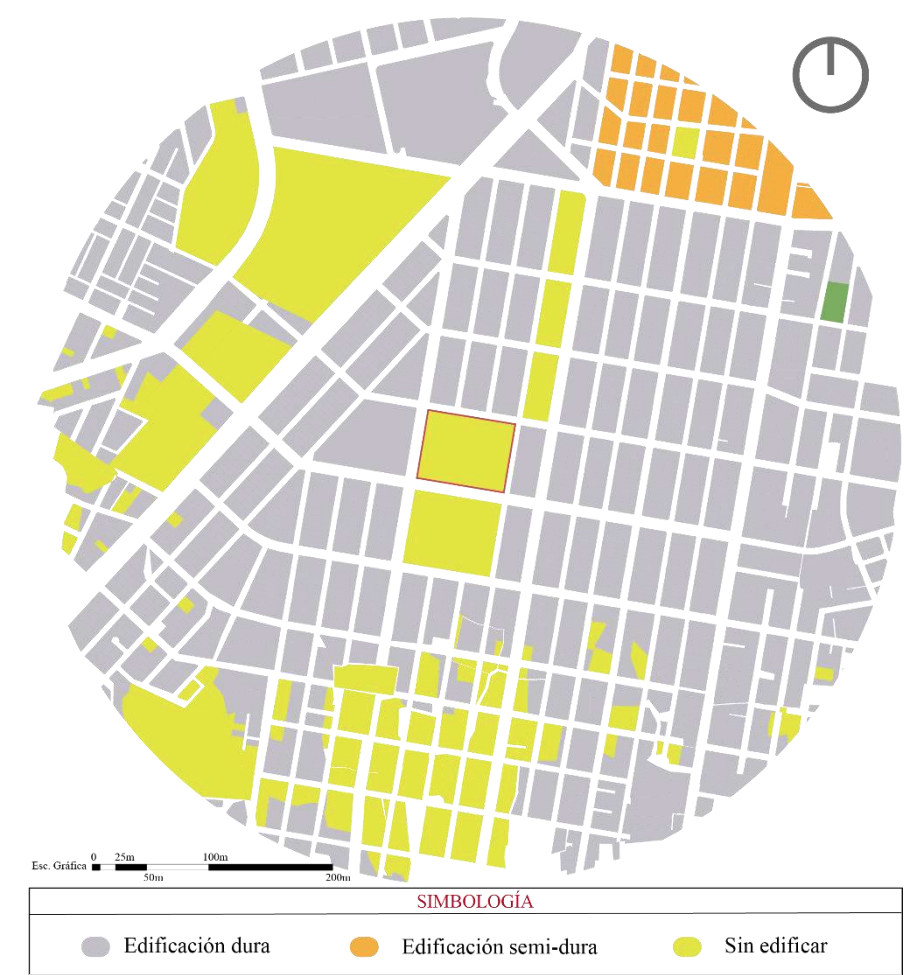 Esc. Gráfica 0 25m 100m
50m 200m
SIMBOLOGÍA
Edificación dura Edificación semi-dura Sin edificar